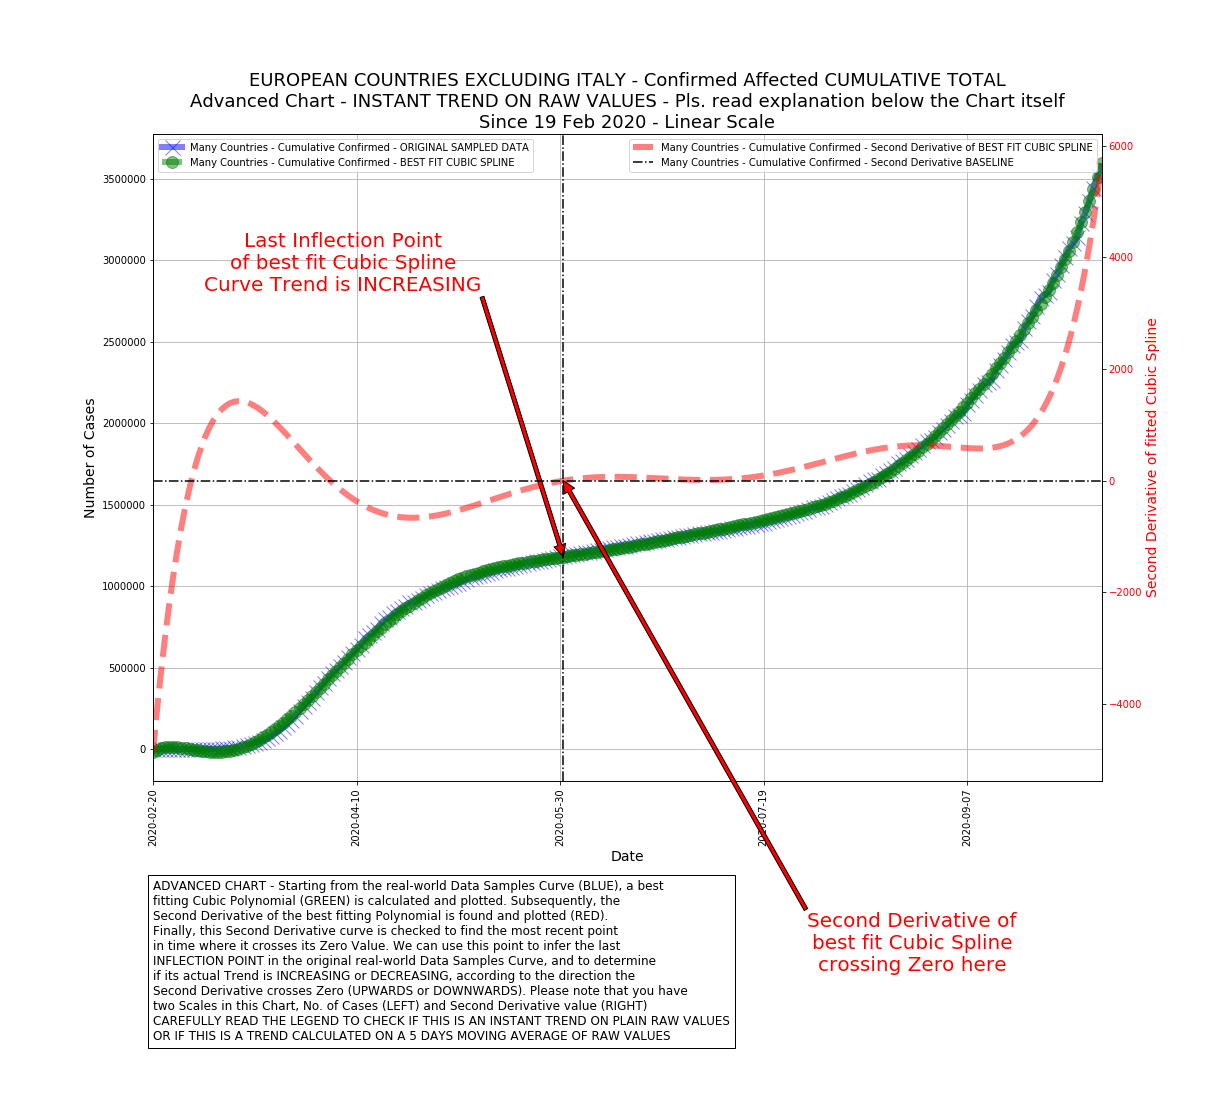 EUROPEAN COUNTRIES EXCLUDING ITALY - Confirmed Affected CUMULATIVE TOTAL
Advanced Chart - INSTANT TREND ON RAW VALUES - Pls. read explanation below the Chart itself
Since 19 Feb 2020 - Linear Scale
Many Countries - Cumulative Confirmed - ORIGINAL SAMPLED DATA
Many Countries - Cumulative Confirmed - BEST FIT CUBIC SPLINE
Many Countries - Cumulative Confirmed - Second Derivative of BEST FIT CUBIC SPLINE
Many Countries - Cumulative Confirmed - Second Derivative BASELINE
Last Inflection Point
of best fit Cubic Spline
Curve Trend is INCREASING
Number of Cases
3500000
3000000
2500000
2000000
1500000
1000000
500000
0
6000
4000
2000
0
−2000
−4000
Second Derivative of fitted Cubic Spline
2020-02-20
2020-04-10
2020-05-30
2020-07-19
2020-09-07
Date
ADVANCED CHART - Starting from the real-world Data Samples Curve (BLUE), a best
fitting Cubic Polynomial (GREEN) is calculated and plotted. Subsequently, the
Second Derivative of the best fitting Polynomial is found and plotted (RED).
Finally, this Second Derivative curve is checked to find the most recent point
in time where it crosses its Zero Value. We can use this point to infer the last
INFLECTION POINT in the original real-world Data Samples Curve, and to determine
if its actual Trend is INCREASING or DECREASING, according to the direction the
Second Derivative crosses Zero (UPWARDS or DOWNWARDS). Please note that you have
two Scales in this Chart, No. of Cases (LEFT) and Second Derivative value (RIGHT)
CAREFULLY READ THE LEGEND TO CHECK IF THIS IS AN INSTANT TREND ON PLAIN RAW VALUES
OR IF THIS IS A TREND CALCULATED ON A 5 DAYS MOVING AVERAGE OF RAW VALUES
Second Derivative of
best fit Cubic Spline
crossing Zero here